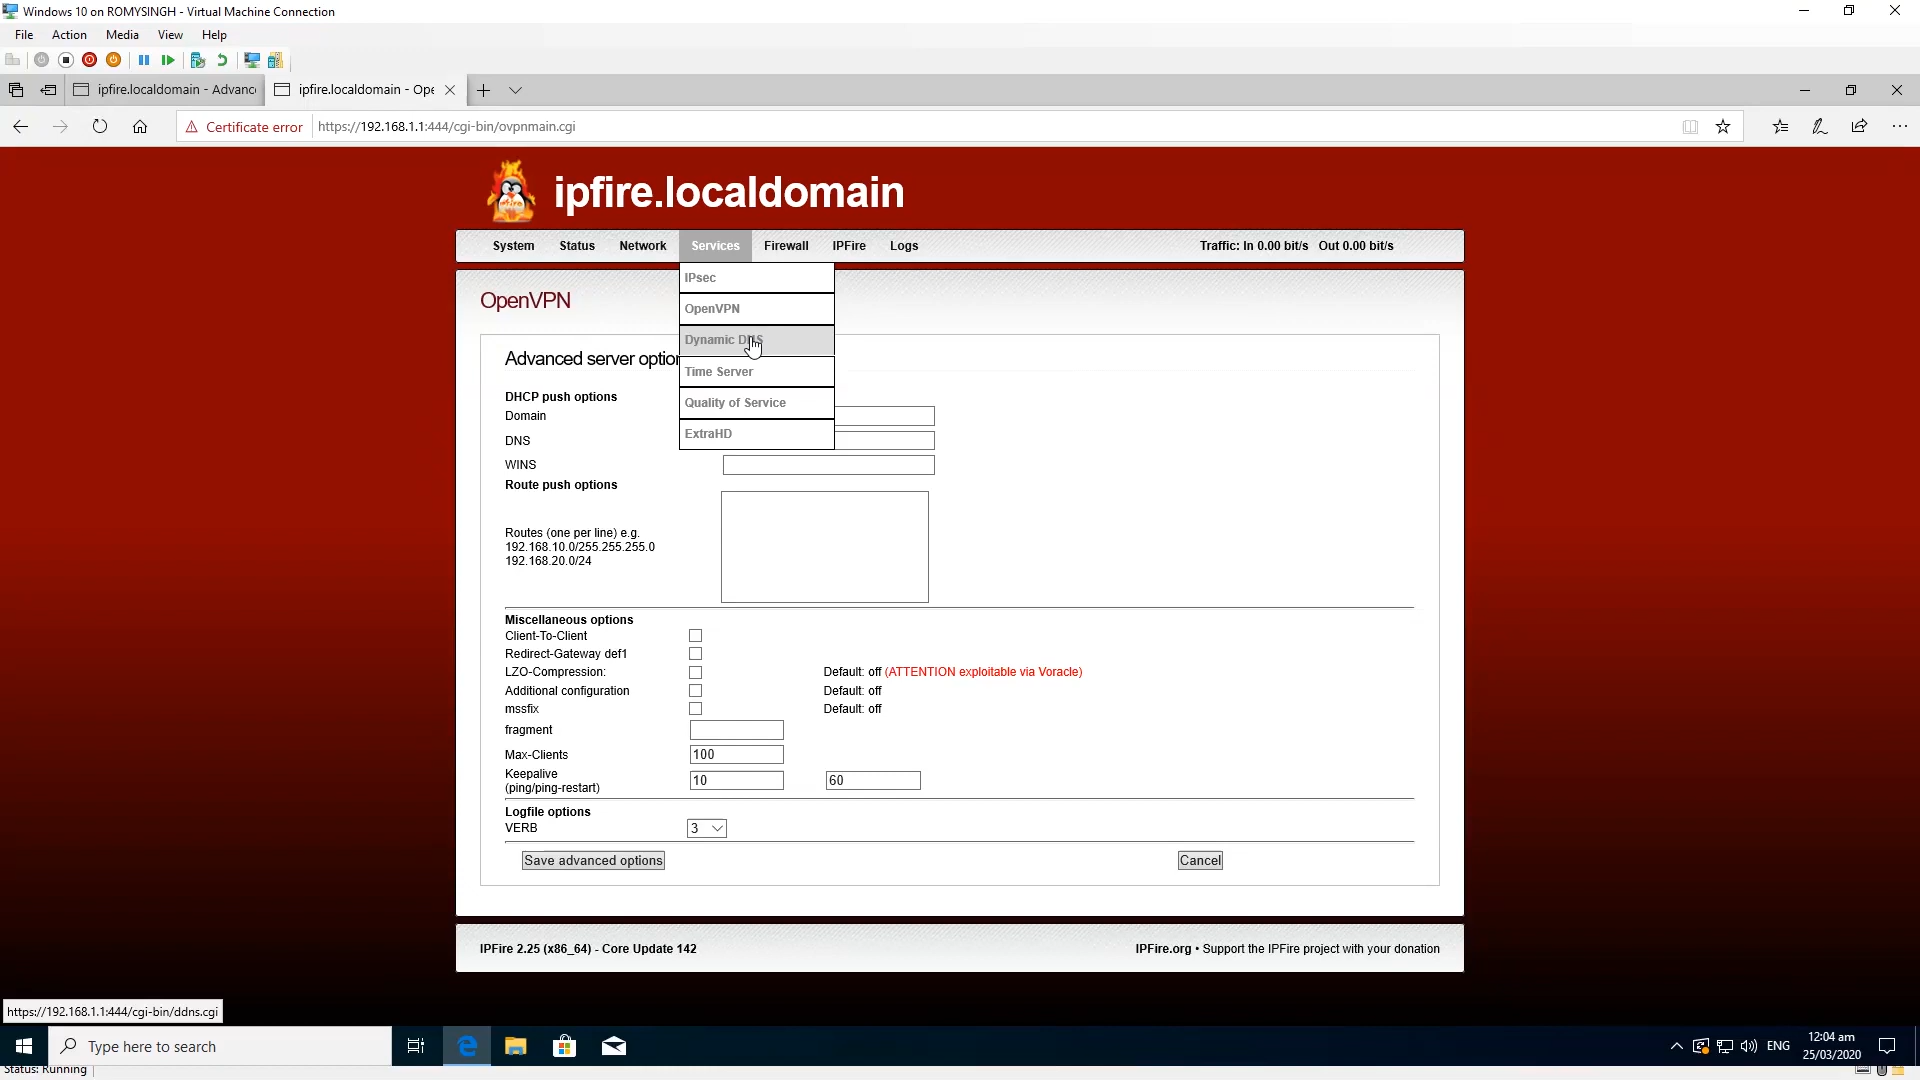 Windows 10 on ROMYSINGH - Virtual Machine Connection
File Action Media View Help
ipfire.localdomain - Advanc ipfire.localdomain - Ope
Certificate error https://192.168.1.1:444/cgi-bin/ovpnmain.cgi
ipfire.localdomain
System Status Network Services Firewall IPFire Logs Traffic: In 0.00 bit/s Out 0.00 bit/s
IPsec
OpenVPN
OpenVPN
Dynamic DNS
Advanced server option
Time Server
DHCP push options
Quality of Service
Domain
ExtraHD
DNS
WINS
Route push options
Routes (one per line) e.g.
192.168.10.0/255.255.255.0
192.168.20.0/24
Miscellaneous options
Client-To-Client
Redirect-Gateway def1
LZO-Compression: Default: off (ATTENTION exploitable via Voracle)
Additional configuration Default: off
mssfix Default: off
fragment
Max-Clients 100
Keepalive
(ping/ping-restart) 10 60
Logfile options
VERB 3
Save advanced options Cancel
IPFire 2.25 (x86_64) - Core Update 142 IPFire.org • Support the IPFire project with your donation
https://192.168.1.1:444/cgi-bin/ddns.cgi
Type here to search ENG 12:04 am
25/03/2020
Status: Running